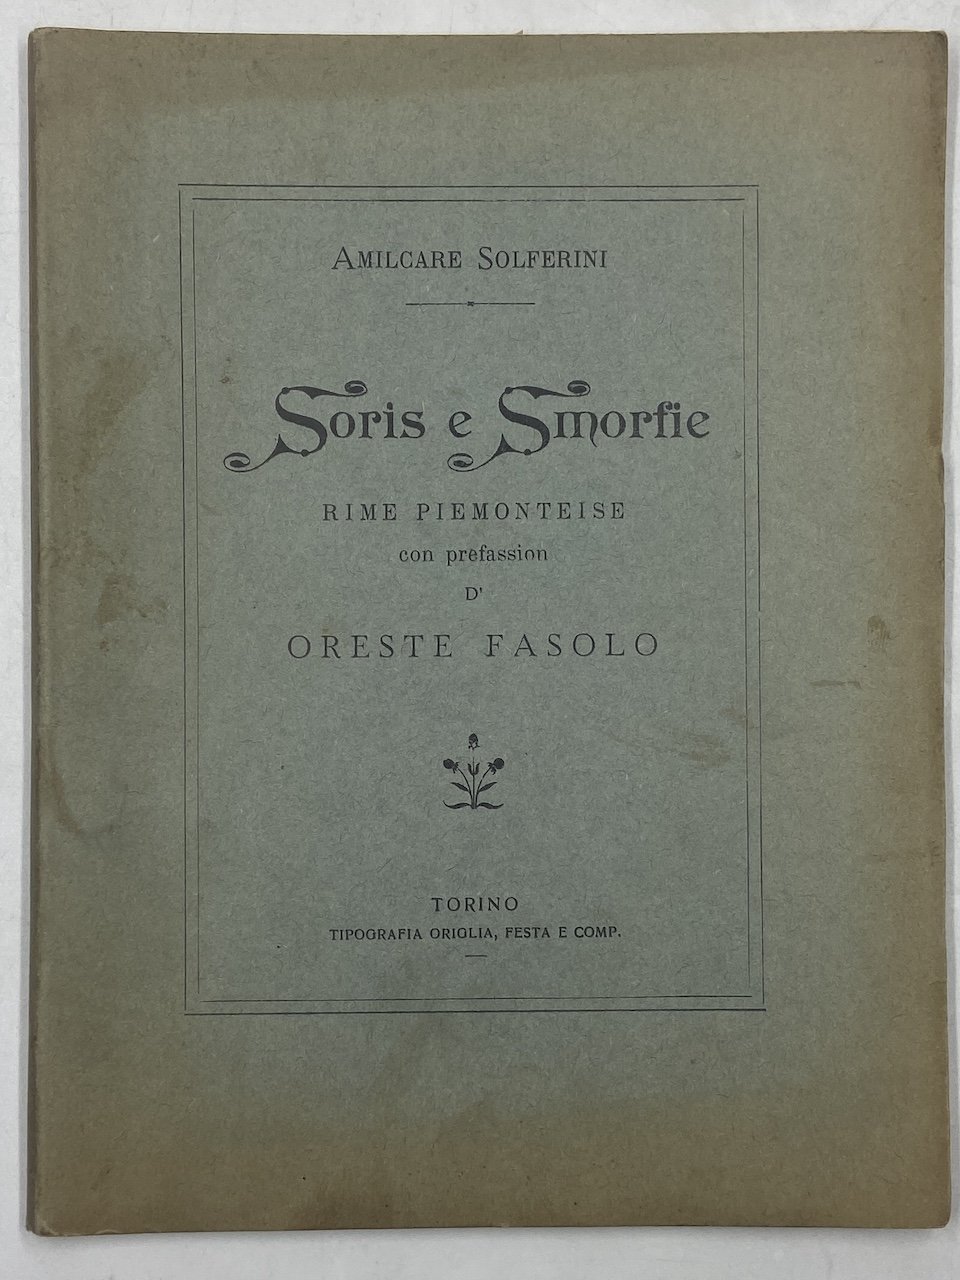 AMILCARE SOLFERINI
Soris e Smorfie
RIME PIEMONTEISE
con prefassion
D'
ORESTE FASOLO
TORINO
TIPOGRAFIA ORIGLIA, FESTA E COMP.